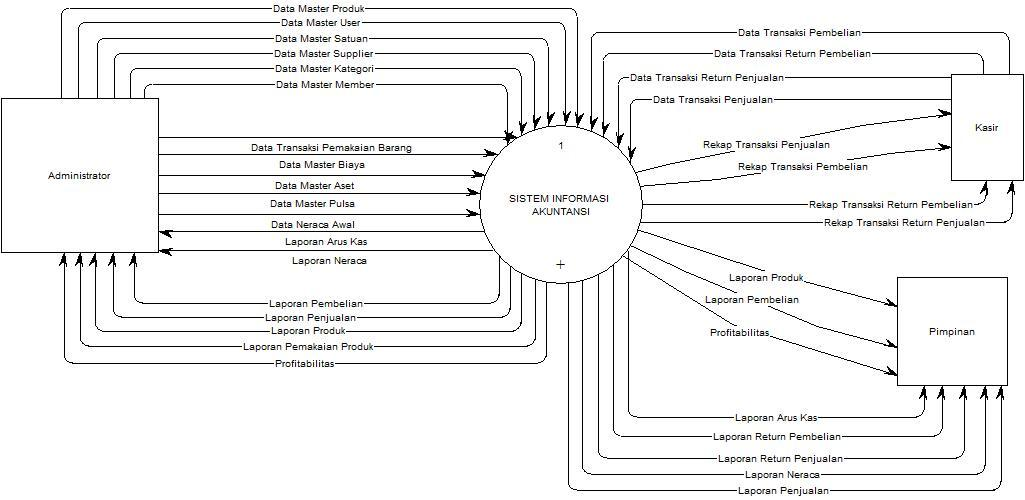 Data Master Produk
Data Master User
Data Master Satuan
Data Master Supplier
Data Master Kategori
Data Master Member
Administrator
Data Transaksi Pemakaian Barang
Data Master Biaya
Data Master Aset
Data Master Pulsa
Data Neraca Awal
Laporan Arus Kas
Laporan Neraca
Laporan Pembelian
Laporan Penjualan
Laporan Produk
Laporan Pemakaian Produk
Profitabilitas
1
SISTEM INFORMASI
AKUNTANSI
+
Data Transaksi Pembelian
Data Transaksi Return Pembelian
Data Transaksi Return Penjualan
Data Transaksi Penjualan
Kasir
Rekap Transaksi Penjualan
Rekap Transaksi Pembelian
Rekap Transaksi Return Pembelian
Rekap Transaksi Return Penjualan
Laporan Produk
Laporan Pembelian
Profitabilitas
Pimpinan
Laporan Arus Kas
Laporan Return Pembelian
Laporan Return Penjualan
Laporan Neraca
Laporan Penjualan